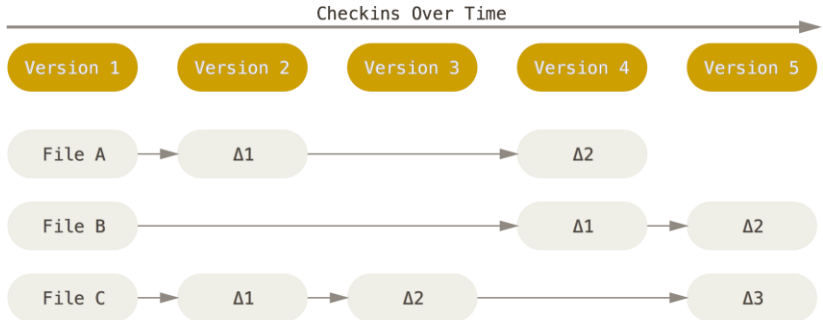 Checkins Over Time
Version 1 Version 2 Version 3 Version 4 Version 5
File A Δ1 Δ2
File B Δ1 Δ2
File C Δ1 Δ2 Δ3